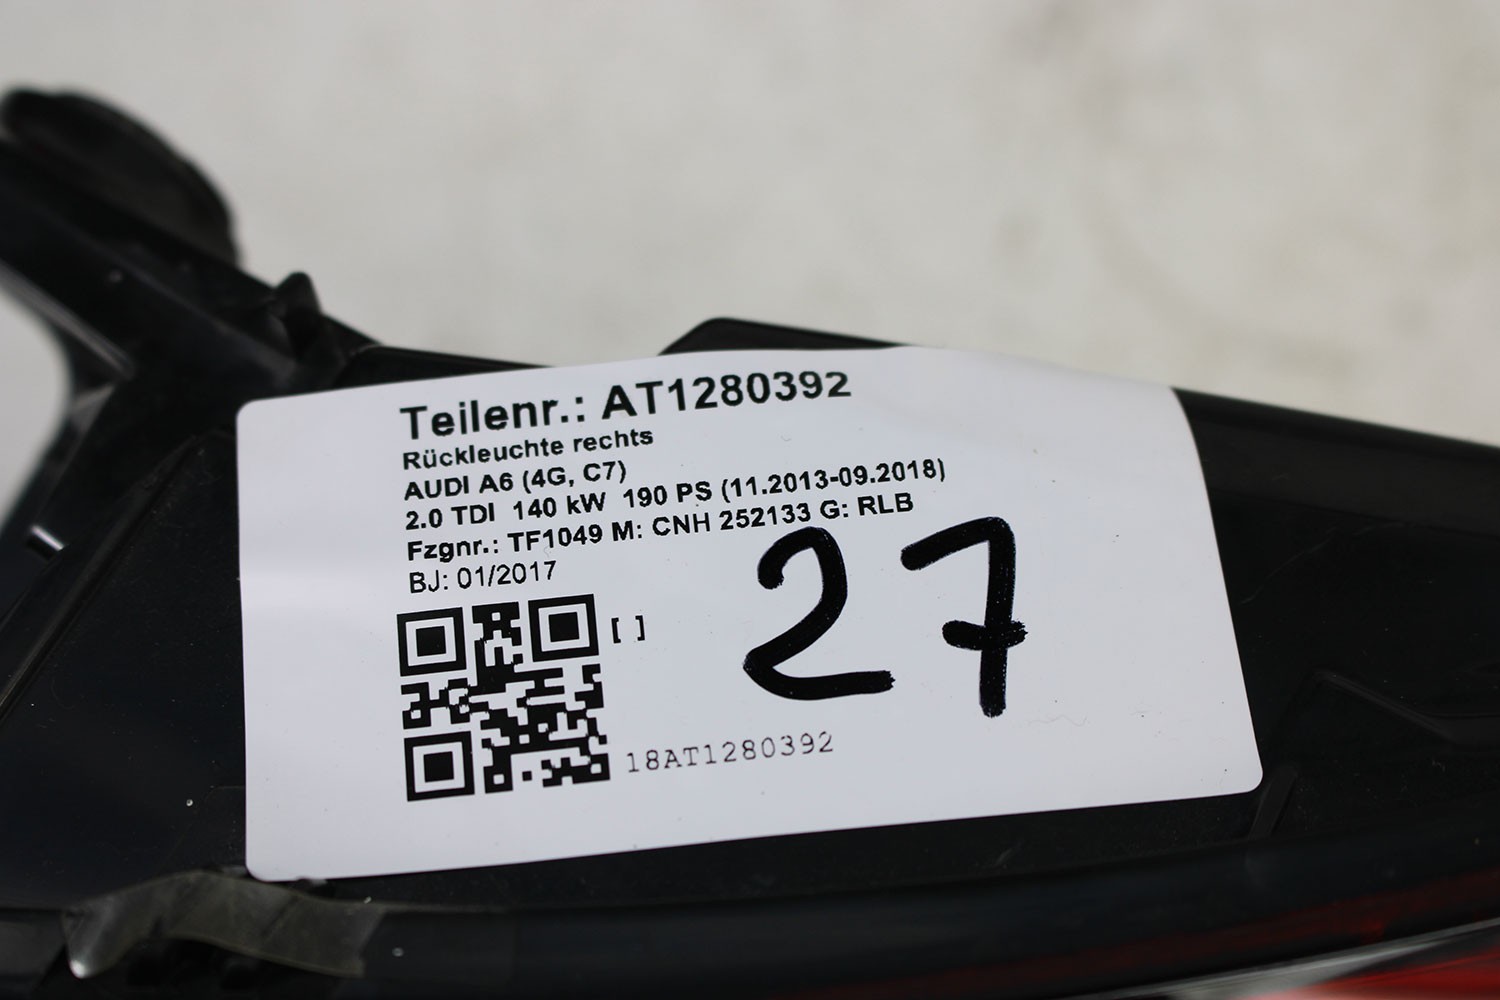 Teilenr.: AT1280392
Rückleuchte rechts
AUDI A6 (4G, C7)
2.0 TDI 140 kW 190 PS (11.2013-09.2018)
Fzgnr.: TF1049 M: CNH 252133 G: RLB
BJ: 01/2017
27
[ ]
18AT1280392